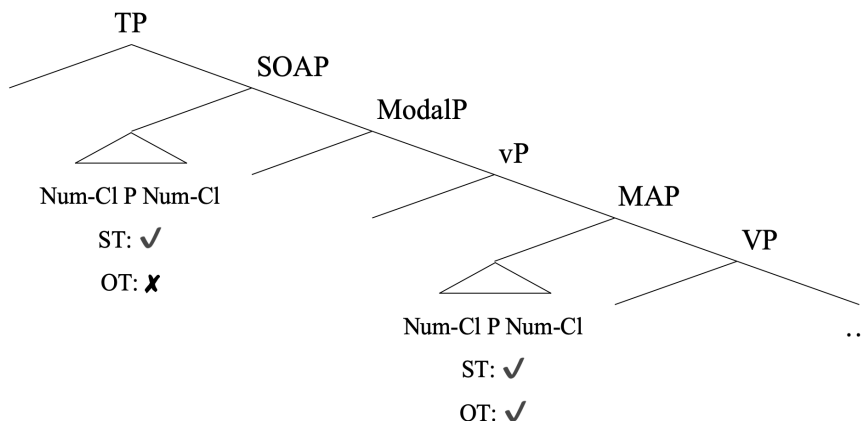 TP
SOAP
ModalP
vP
MAP
VP
Num-Cl P Num-Cl
ST: ✓
OT: ✗
Num-Cl P Num-Cl
ST: ✓
OT: ✓
..